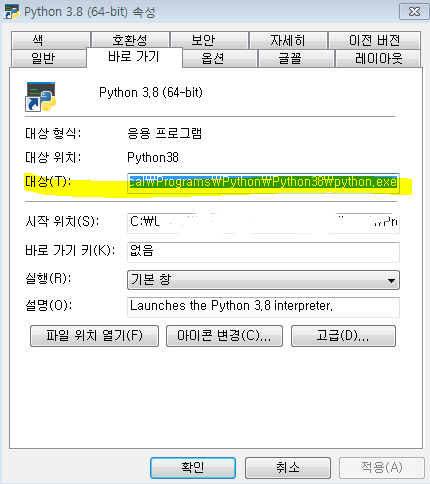 Python 3.8 (64-bit) 속성
색 호환성 보안 자세히 이전 버전
일반 바로 가기 옵션 글꼴 레이아웃
Python 3.8 (64-bit)
대상 형식: 응용 프로그램
대상 위치: Python38
대상(T): cal₩Programs₩Python₩Python38₩python.exe
시작 위치(S): C:₩U ₩Pr
바로 가기 키(K): 없음
실행(R): 기본 창
설명(O): Launches the Python 3.8 interpreter.
파일 위치 열기(F) 아이콘 변경(C)... 고급(D)...
확인 취소 적용(A)